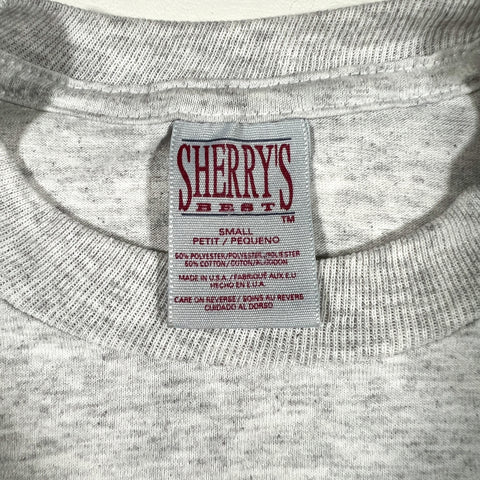 SHERRY'S
BEST
TM
SMALL
PETIT / PEQUENO
50% POLYESTER/POLYESTER/POLIESTER
50% COTTON/COTON/ALGODON
MADE IN U.S.A./FABRIQUÉ AUX E.U.
HECHO EN E.U.A.
CARE ON REVERSE / SOINS AU REVERS
CUIDADO AL DORSO